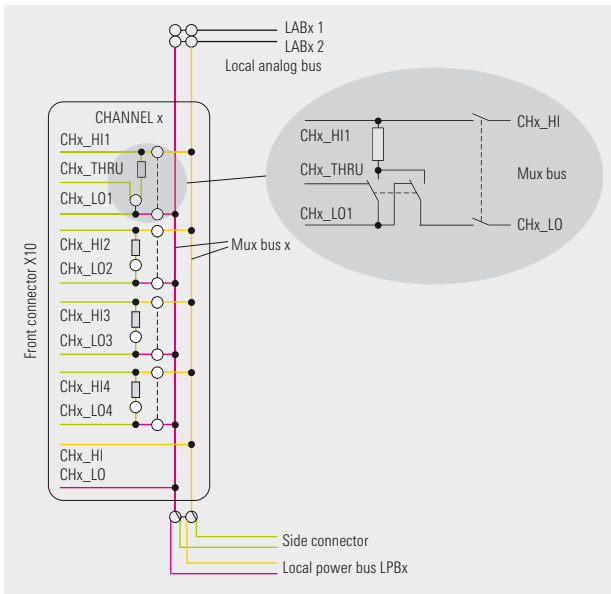 LABx 1
LABx 2
Local analog bus
CHANNEL x
CHx_HI1
CHx_THRU
CHx_LO1
CHx_HI2
CHx_LO2
CHx_HI3
CHx_LO3
CHx_HI4
CHx_LO4
CHx_HI
CHx_LO
Front connector X10
Mux bus x
CHx_HI1
CHx_THRU
CHx_LO1
CHx_HI
Mux bus
CHx_LO
Side connector
Local power bus LPBx